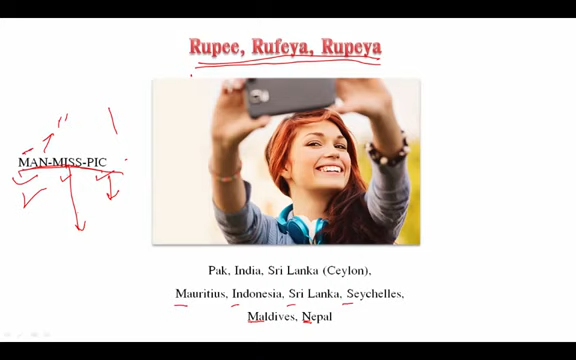 Rupee, Rufeya, Rupeya
MAN-MISS-PIC
Pak, India, Sri Lanka (Ceylon),
Mauritius, Indonesia, Sri Lanka, Seychelles,
Maldives, Nepal